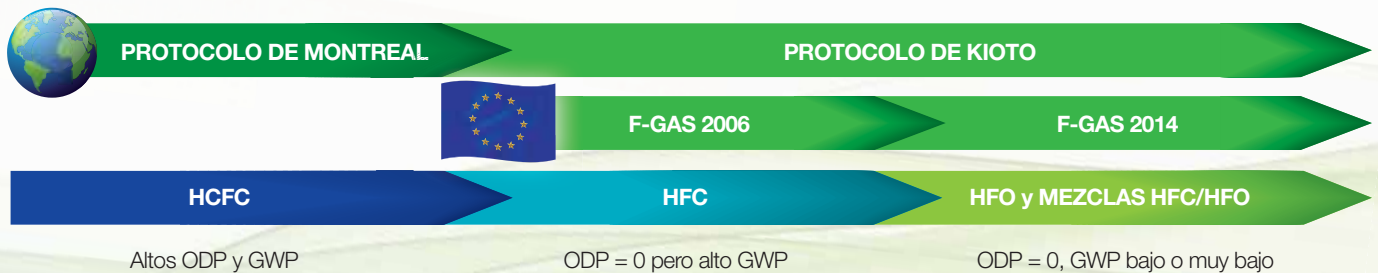 PROTOCOLO DE MONTREAL
PROTOCOLO DE KIOTO
F-GAS 2006
F-GAS 2014
HCFC
HFC
HFO y MEZCLAS HFC/HFO
Altos ODP y GWP
ODP = 0 pero alto GWP
ODP = 0, GWP bajo o muy bajo